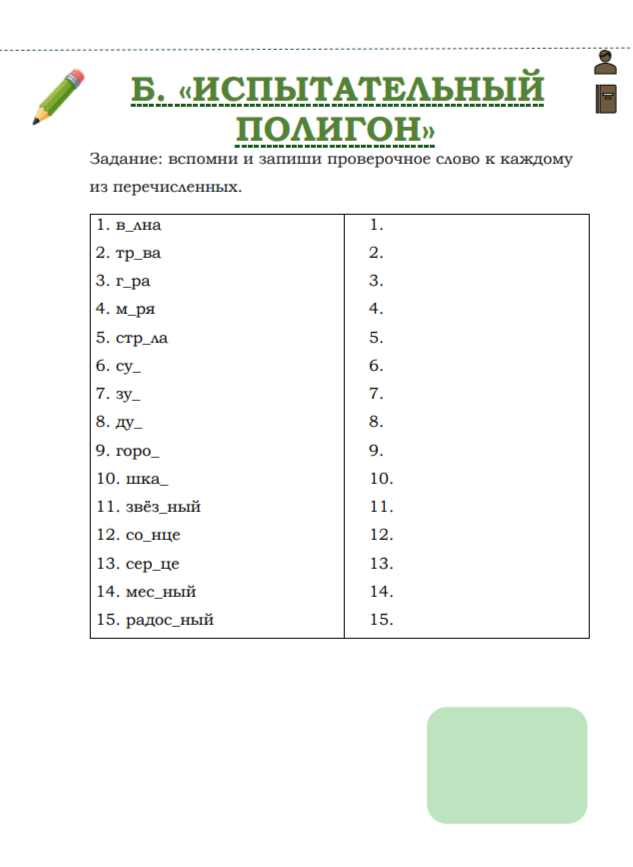 Б. «ИСПЫТАТЕЛЬНЫЙ
ПОЛИГОН»
Задание: вспомни и запиши проверочное слово к каждому
из перечисленных.
1. в_лна 1.
2. тр_ва 2.
3. г_ра 3.
4. м_ря 4.
5. стр_ла 5.
6. су_ 6.
7. зу_ 7.
8. ду_ 8.
9. горо_ 9.
10. шка_ 10.
11. звёз_ный 11.
12. со_нце 12.
13. сер_це 13.
14. мес_ный 14.
15. радос_ный 15.